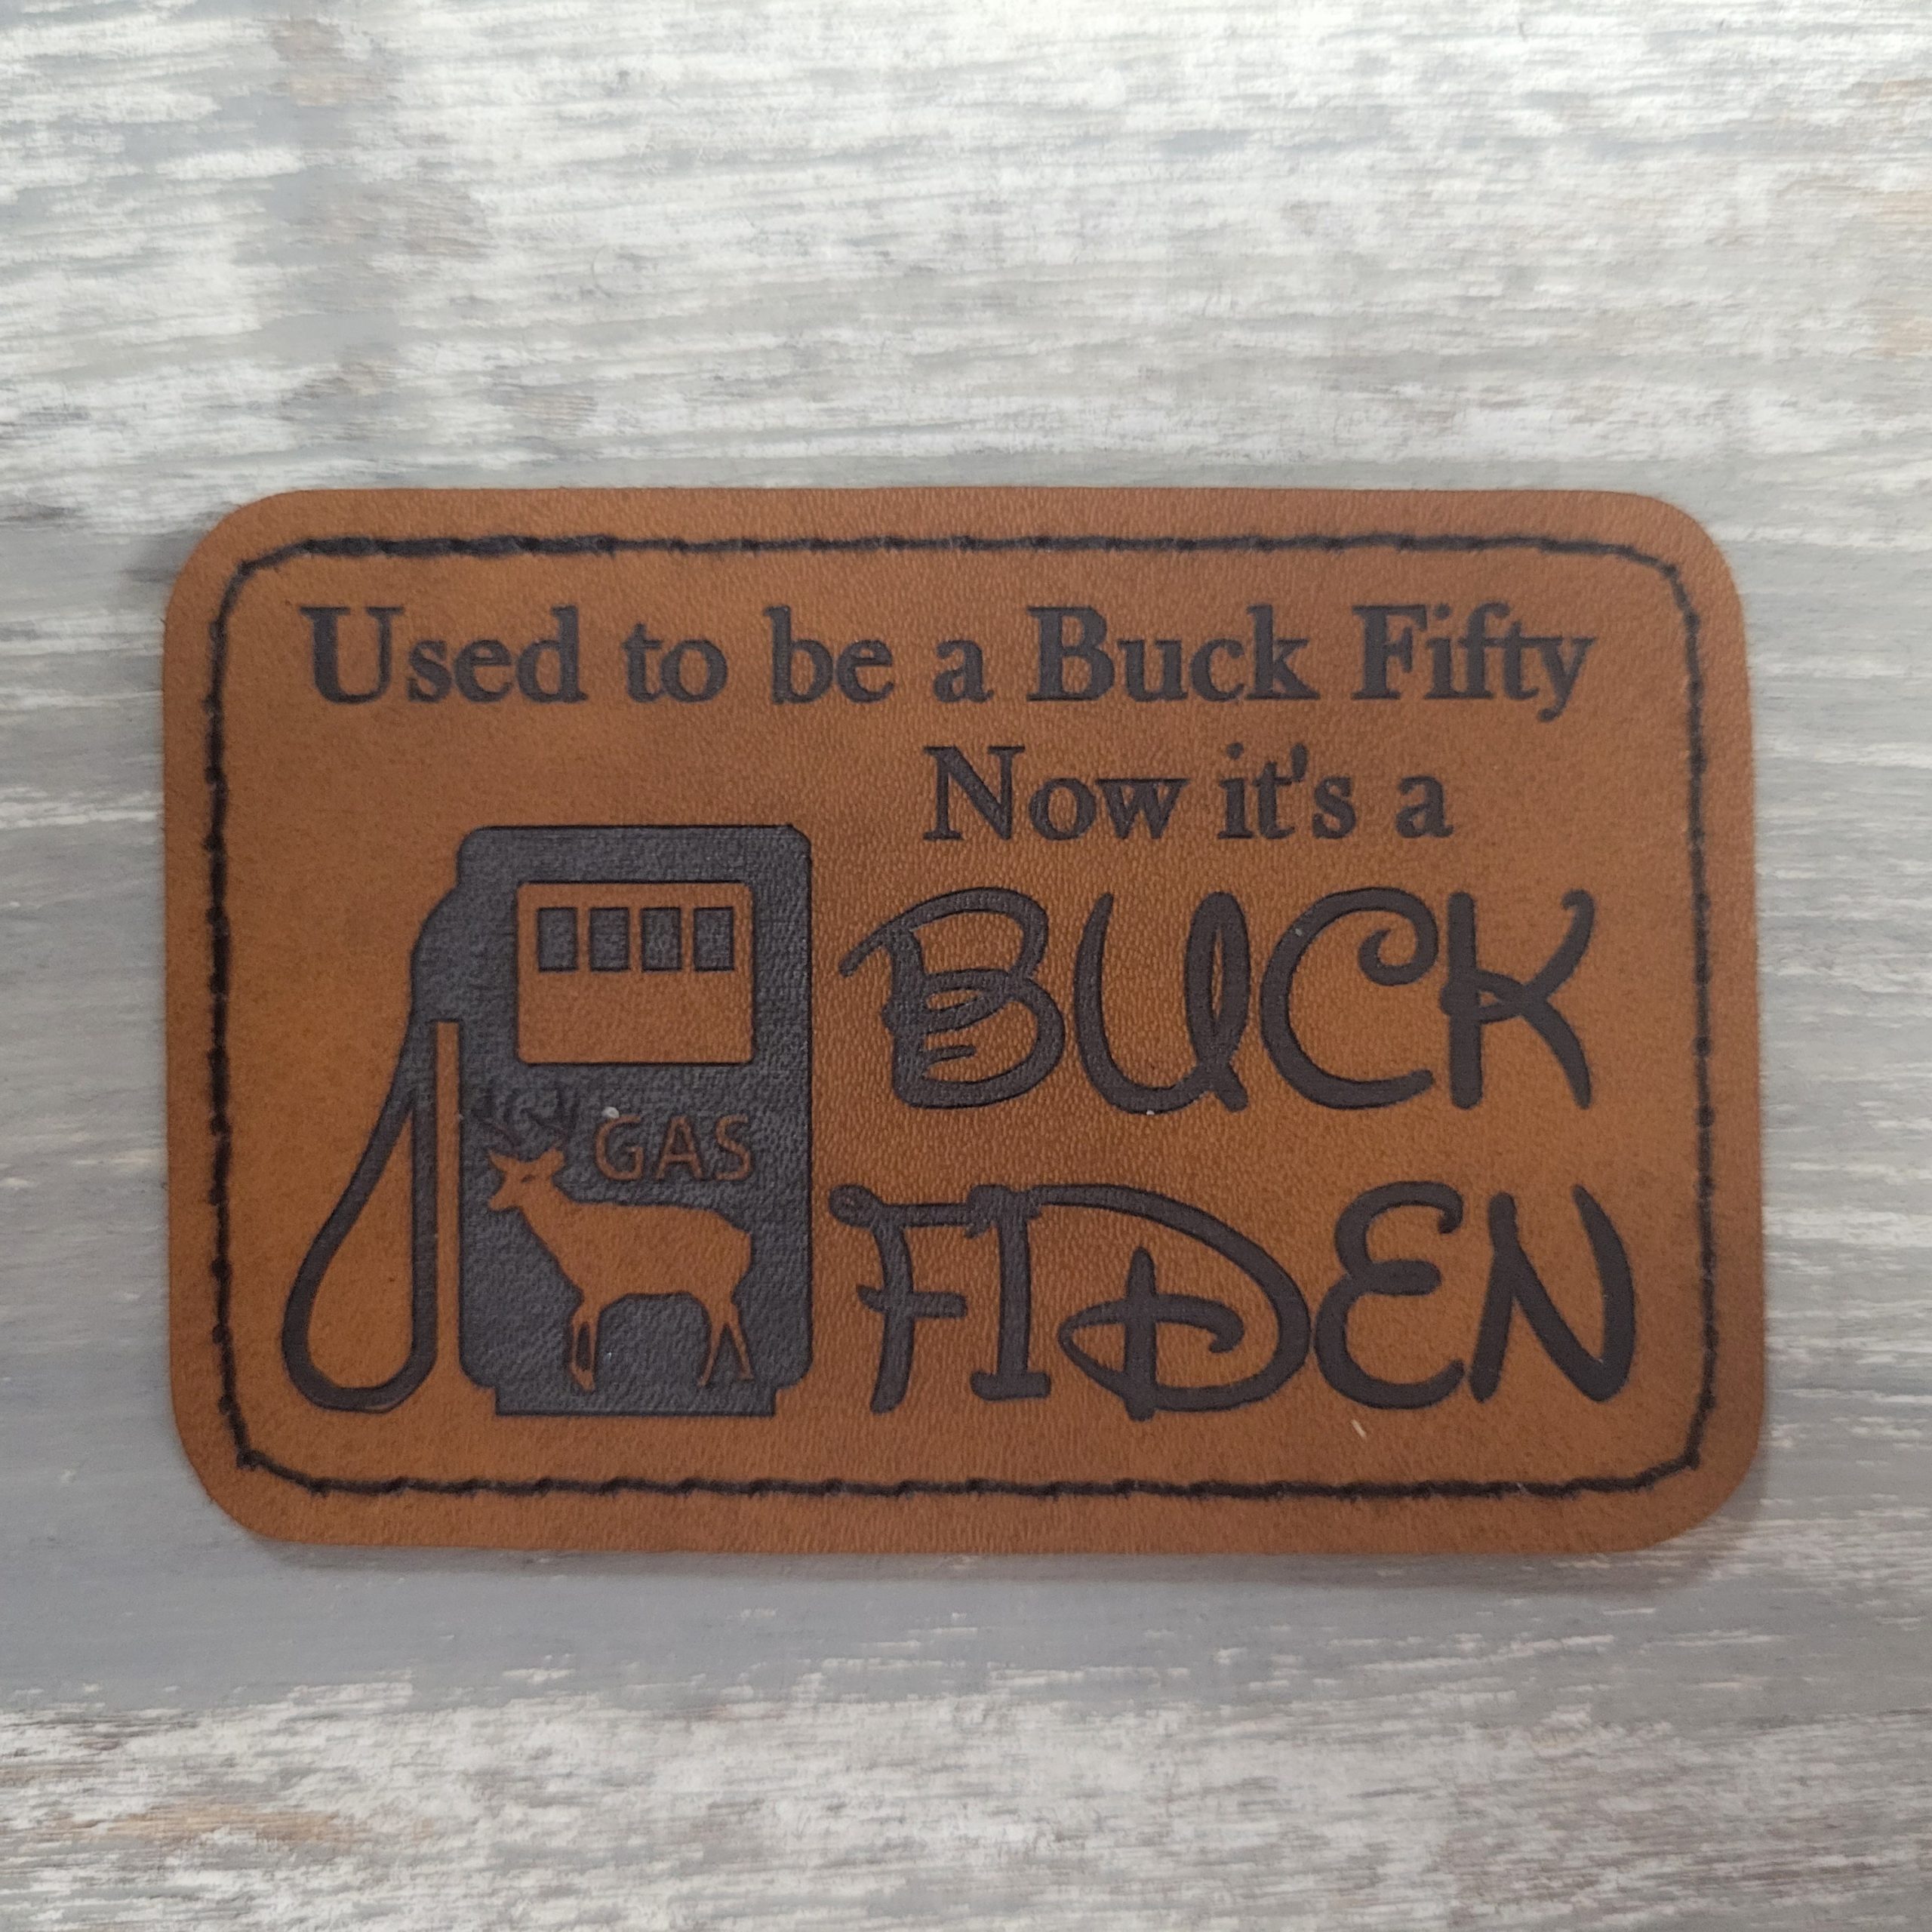 Used to be a Buck Fifty
Now it's a
BUCK
GAS
FIDEN